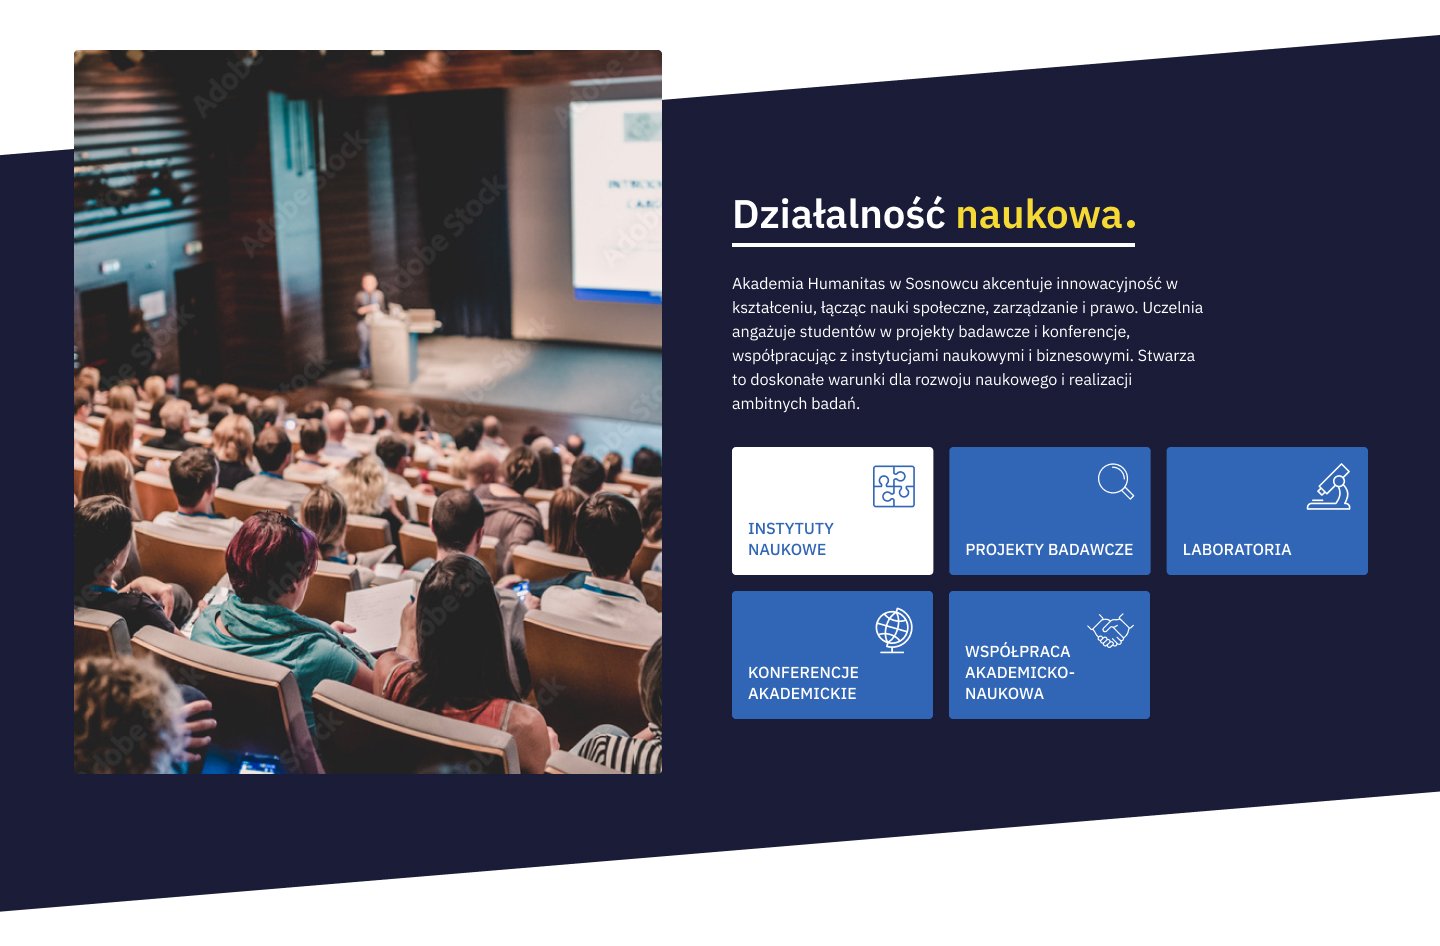 Działalność naukowa.
Akademia Humanitas w Sosnowcu akcentuje innowacyjność w
kształceniu, łącząc nauki społeczne, zarządzanie i prawo. Uczelnia
angażuje studentów w projekty badawcze i konferencje,
współpracując z instytucjami naukowymi i biznesowymi. Stwarza
to doskonałe warunki dla rozwoju naukowego i realizacji
ambitnych badań.
INSTYTUTY
NAUKOWE
PROJEKTY BADAWCZE
LABORATORIA
KONFERENCJE
AKADEMICKIE
WSPÓŁPRACA
AKADEMICKO-
NAUKOWA
Adobe Stock